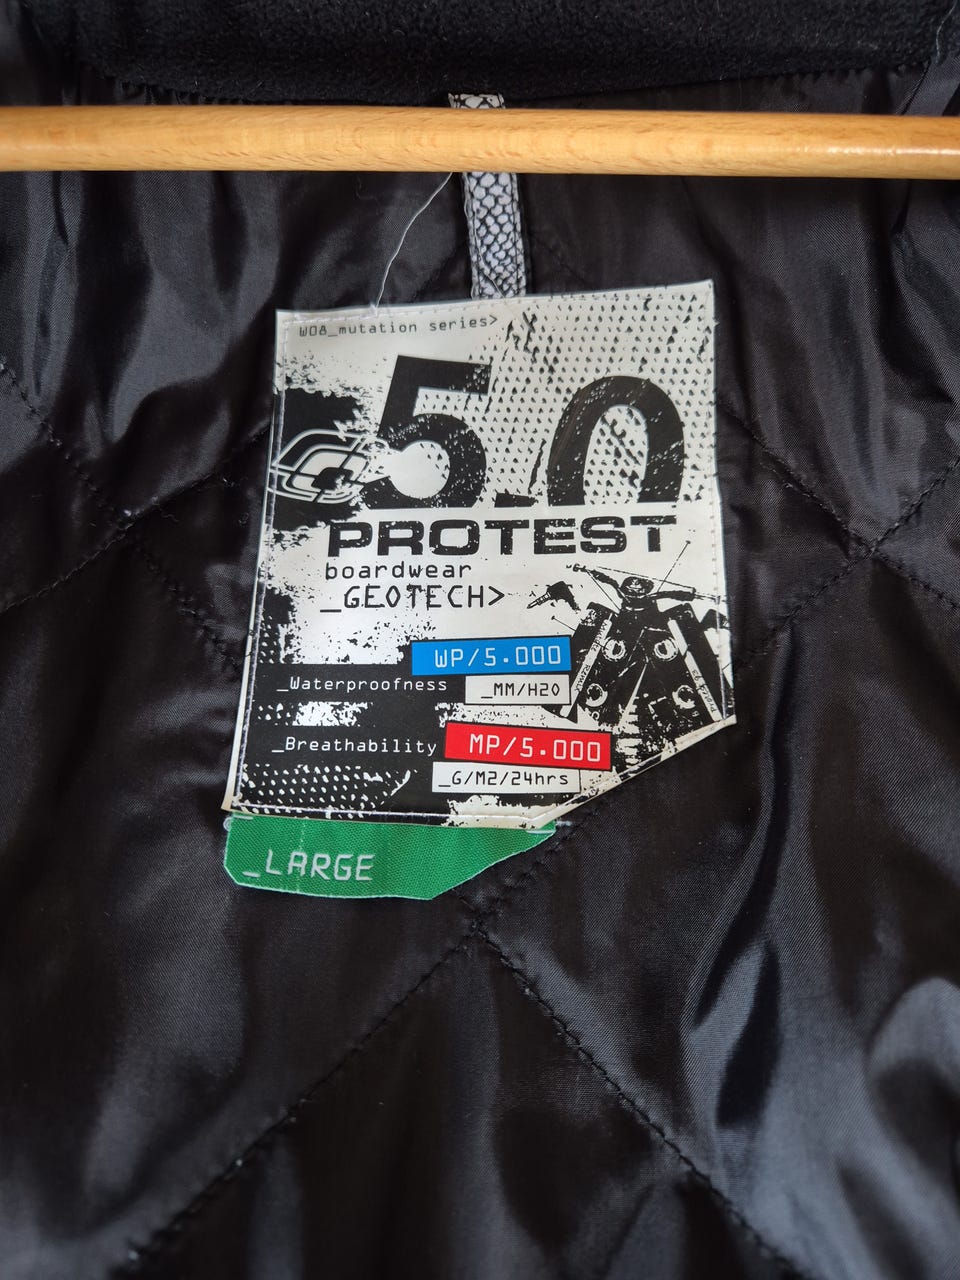 W08_mutation series>
5.0
PROTEST
boardwear
_GEOTECH>
WP/5.000
_Waterproofness
_MM/H2O
_Breathability
MP/5.000
_G/M2/24hrs
_LARGE